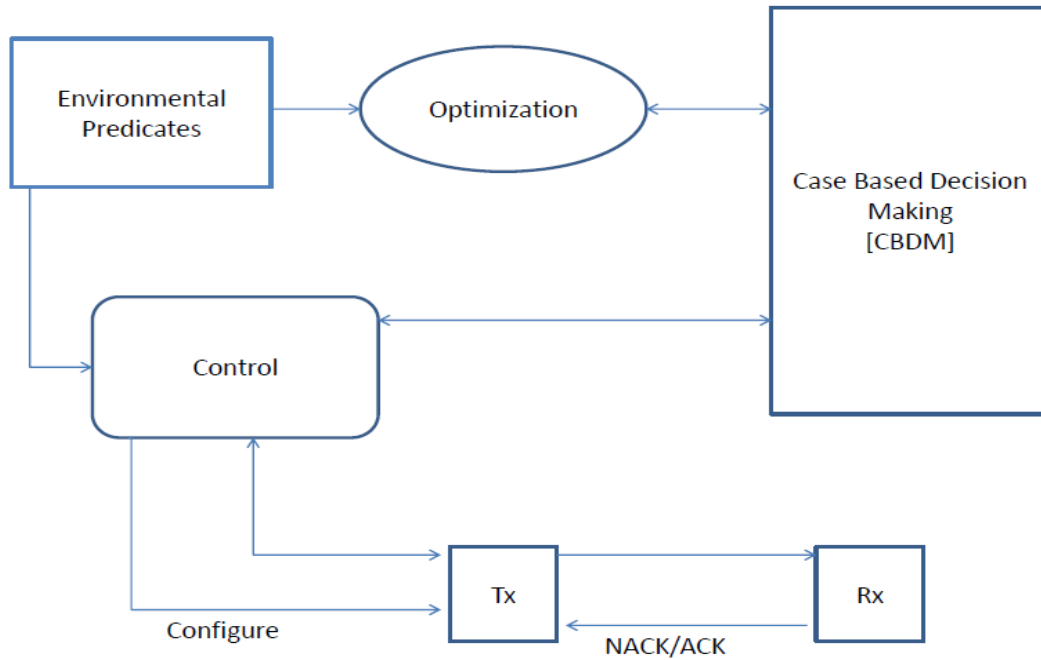 Environmental
Predicates
Optimization
Case Based Decision
Making
[CBDM]
Control
Tx
Rx
Configure
NACK/ACK